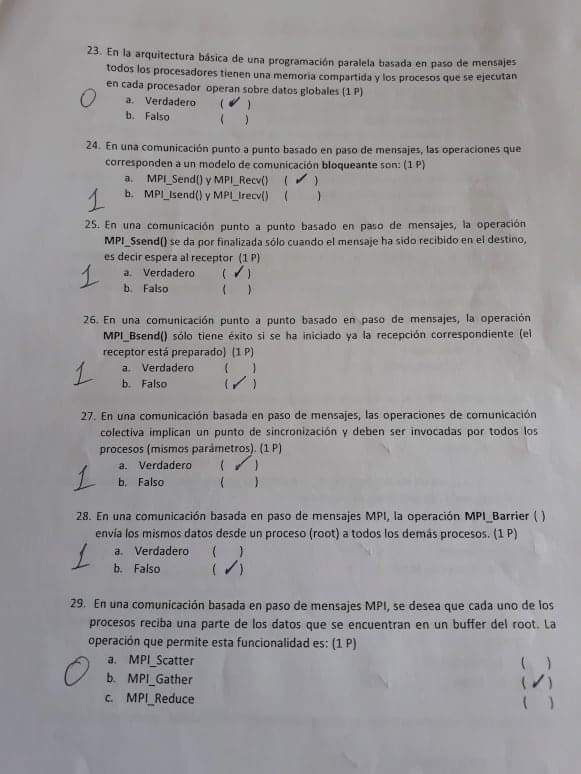 23. En la arquitectura básica de una programación paralela basada en paso de mensajes
todos los procesadores tienen una memoria compartida y los procesos que se ejecutan
en cada procesador operan sobre datos globales (1 P)
0 a. Verdadero ( ✓ )
b. Falso ( )
24. En una comunicación punto a punto basado en paso de mensajes, las operaciones que
corresponden a un modelo de comunicación bloqueante son: (1 P)
a. MPI_Send() y MPI_Recv() ( ✓ )
1 b. MPI_Isend() y MPI_Irecv() ( )
25. En una comunicación punto a punto basado en paso de mensajes, la operación
MPI_Ssend() se da por finalizada sólo cuando el mensaje ha sido recibido en el destino,
es decir espera al receptor (1 P)
1 a. Verdadero ( ✓ )
b. Falso ( )
26. En una comunicación punto a punto basado en paso de mensajes, la operación
MPI_Bsend() sólo tiene éxito si se ha iniciado ya la recepción correspondiente (el
receptor está preparado) (1 P)
1 a. Verdadero ( )
b. Falso ( ✓ )
27. En una comunicación basada en paso de mensajes, las operaciones de comunicación
colectiva implican un punto de sincronización y deben ser invocadas por todos los
procesos (mismos parámetros). (1 P)
a. Verdadero ( ✓ )
1 b. Falso ( )
28. En una comunicación basada en paso de mensajes MPI, la operación MPI_Barrier ( )
envía los mismos datos desde un proceso (root) a todos los demás procesos. (1 P)
1 a. Verdadero ( )
b. Falso ( ✓ )
29. En una comunicación basada en paso de mensajes MPI, se desea que cada uno de los
procesos reciba una parte de los datos que se encuentran en un buffer del root. La
operación que permite esta funcionalidad es: (1 P)
a. MPI_Scatter ( )
0 b. MPI_Gather ( ✓ )
c. MPI_Reduce ( )